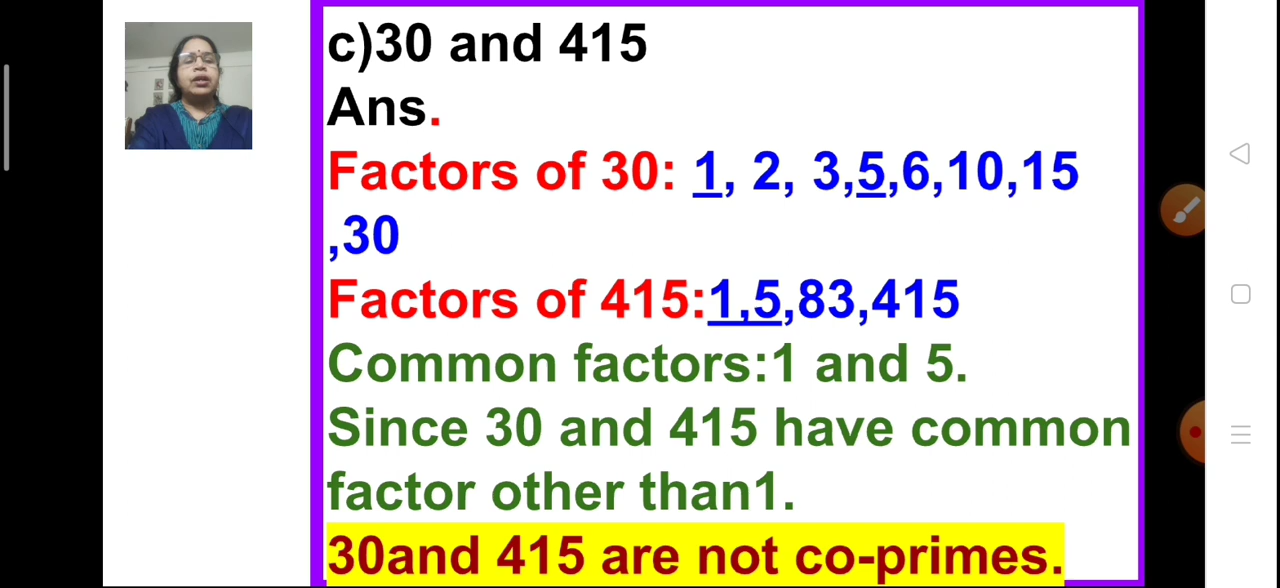 c)30 and 415
Ans.
Factors of 30: 1, 2, 3,5,6,10,15
,30
Factors of 415:1,5,83,415
Common factors:1 and 5.
Since 30 and 415 have common
factor other than1.
30and 415 are not co-primes.